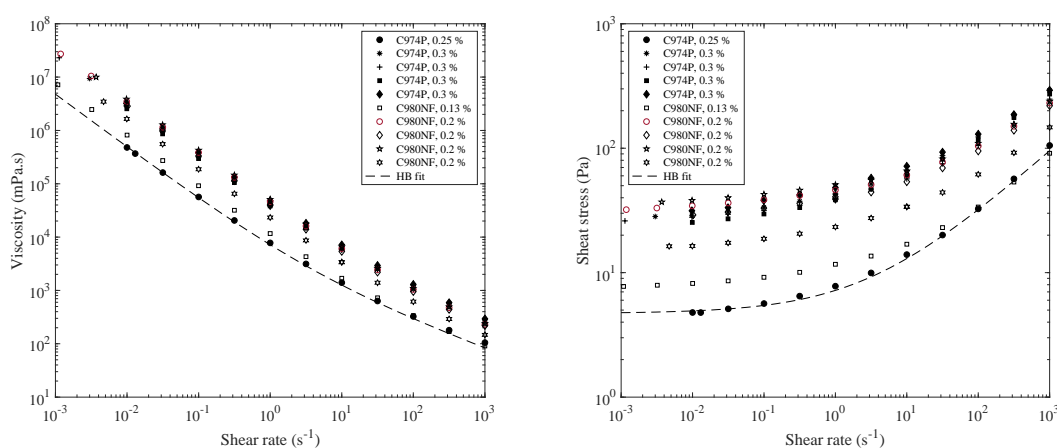 10^8
10^7
10^6
10^5
10^4
10^3
10^2
10^1
Viscosity (mPa.s)
10^-3 10^-2 10^-1 10^0 10^1 10^2 10^3
Shear rate (s^-1)
C974P, 0.25 %
C974P, 0.3 %
C974P, 0.3 %
C974P, 0.3 %
C974P, 0.3 %
C980NF, 0.13 %
C980NF, 0.2 %
C980NF, 0.2 %
C980NF, 0.2 %
C980NF, 0.2 %
HB fit
10^3
10^2
10^1
10^0
Sheat stress (Pa)
10^-3 10^-2 10^-1 10^0 10^1 10^2 10^3
Shear rate (s^-1)
C974P, 0.25 %
C974P, 0.3 %
C974P, 0.3 %
C974P, 0.3 %
C974P, 0.3 %
C980NF, 0.13 %
C980NF, 0.2 %
C980NF, 0.2 %
C980NF, 0.2 %
C980NF, 0.2 %
HB fit